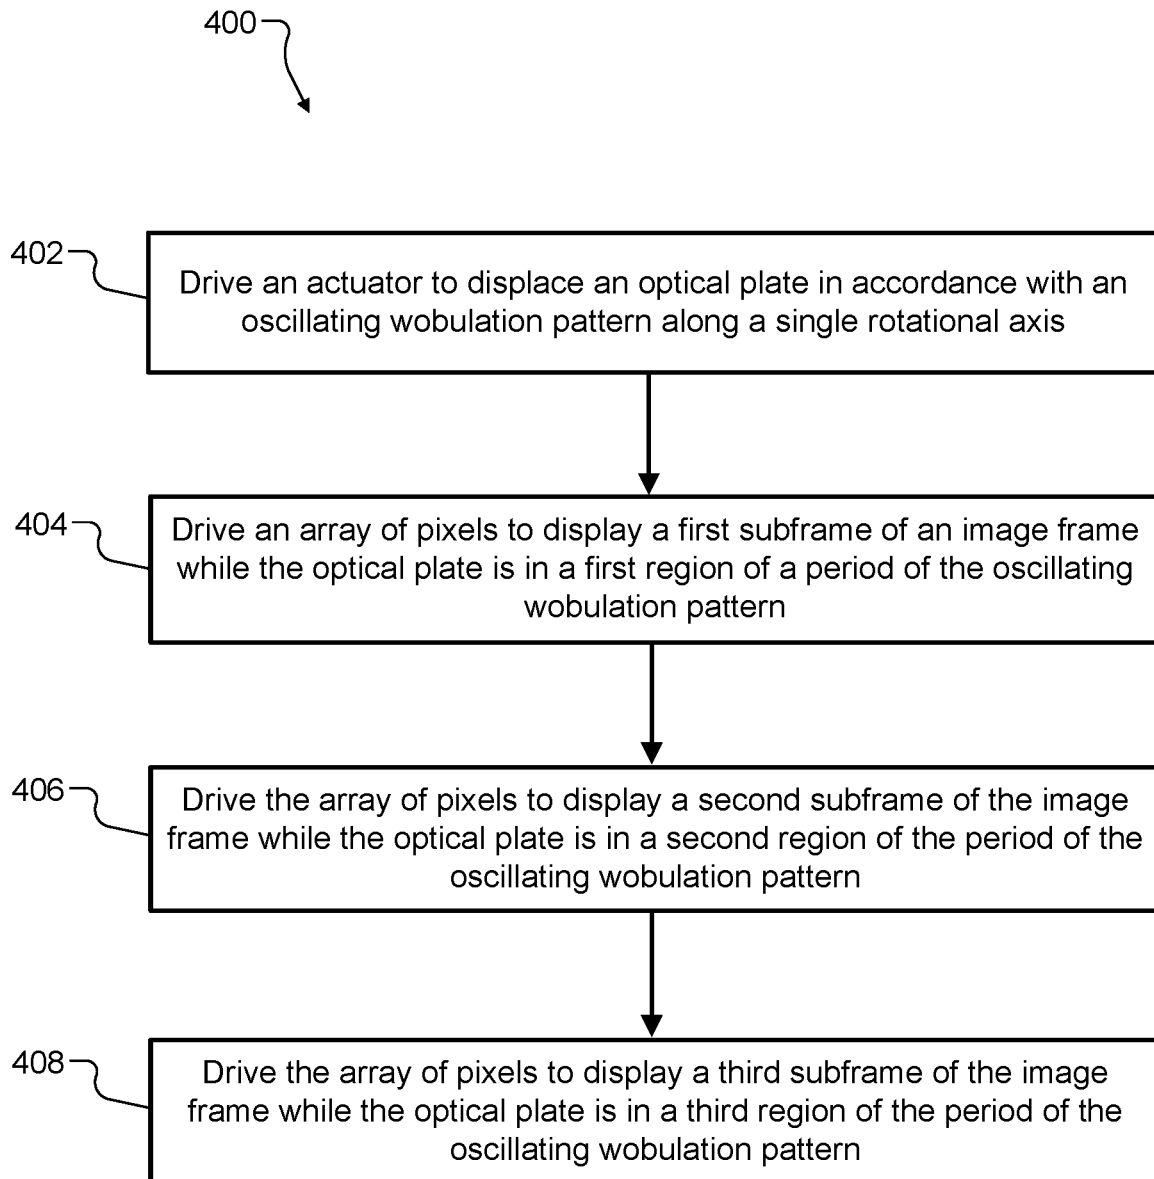 400
402
Drive an actuator to displace an optical plate in accordance with an
oscillating wobulation pattern along a single rotational axis
404
Drive an array of pixels to display a first subframe of an image frame
while the optical plate is in a first region of a period of the oscillating
wobulation pattern
406
Drive the array of pixels to display a second subframe of the image
frame while the optical plate is in a second region of the period of the
oscillating wobulation pattern
408
Drive the array of pixels to display a third subframe of the image
frame while the optical plate is in a third region of the period of the
oscillating wobulation pattern